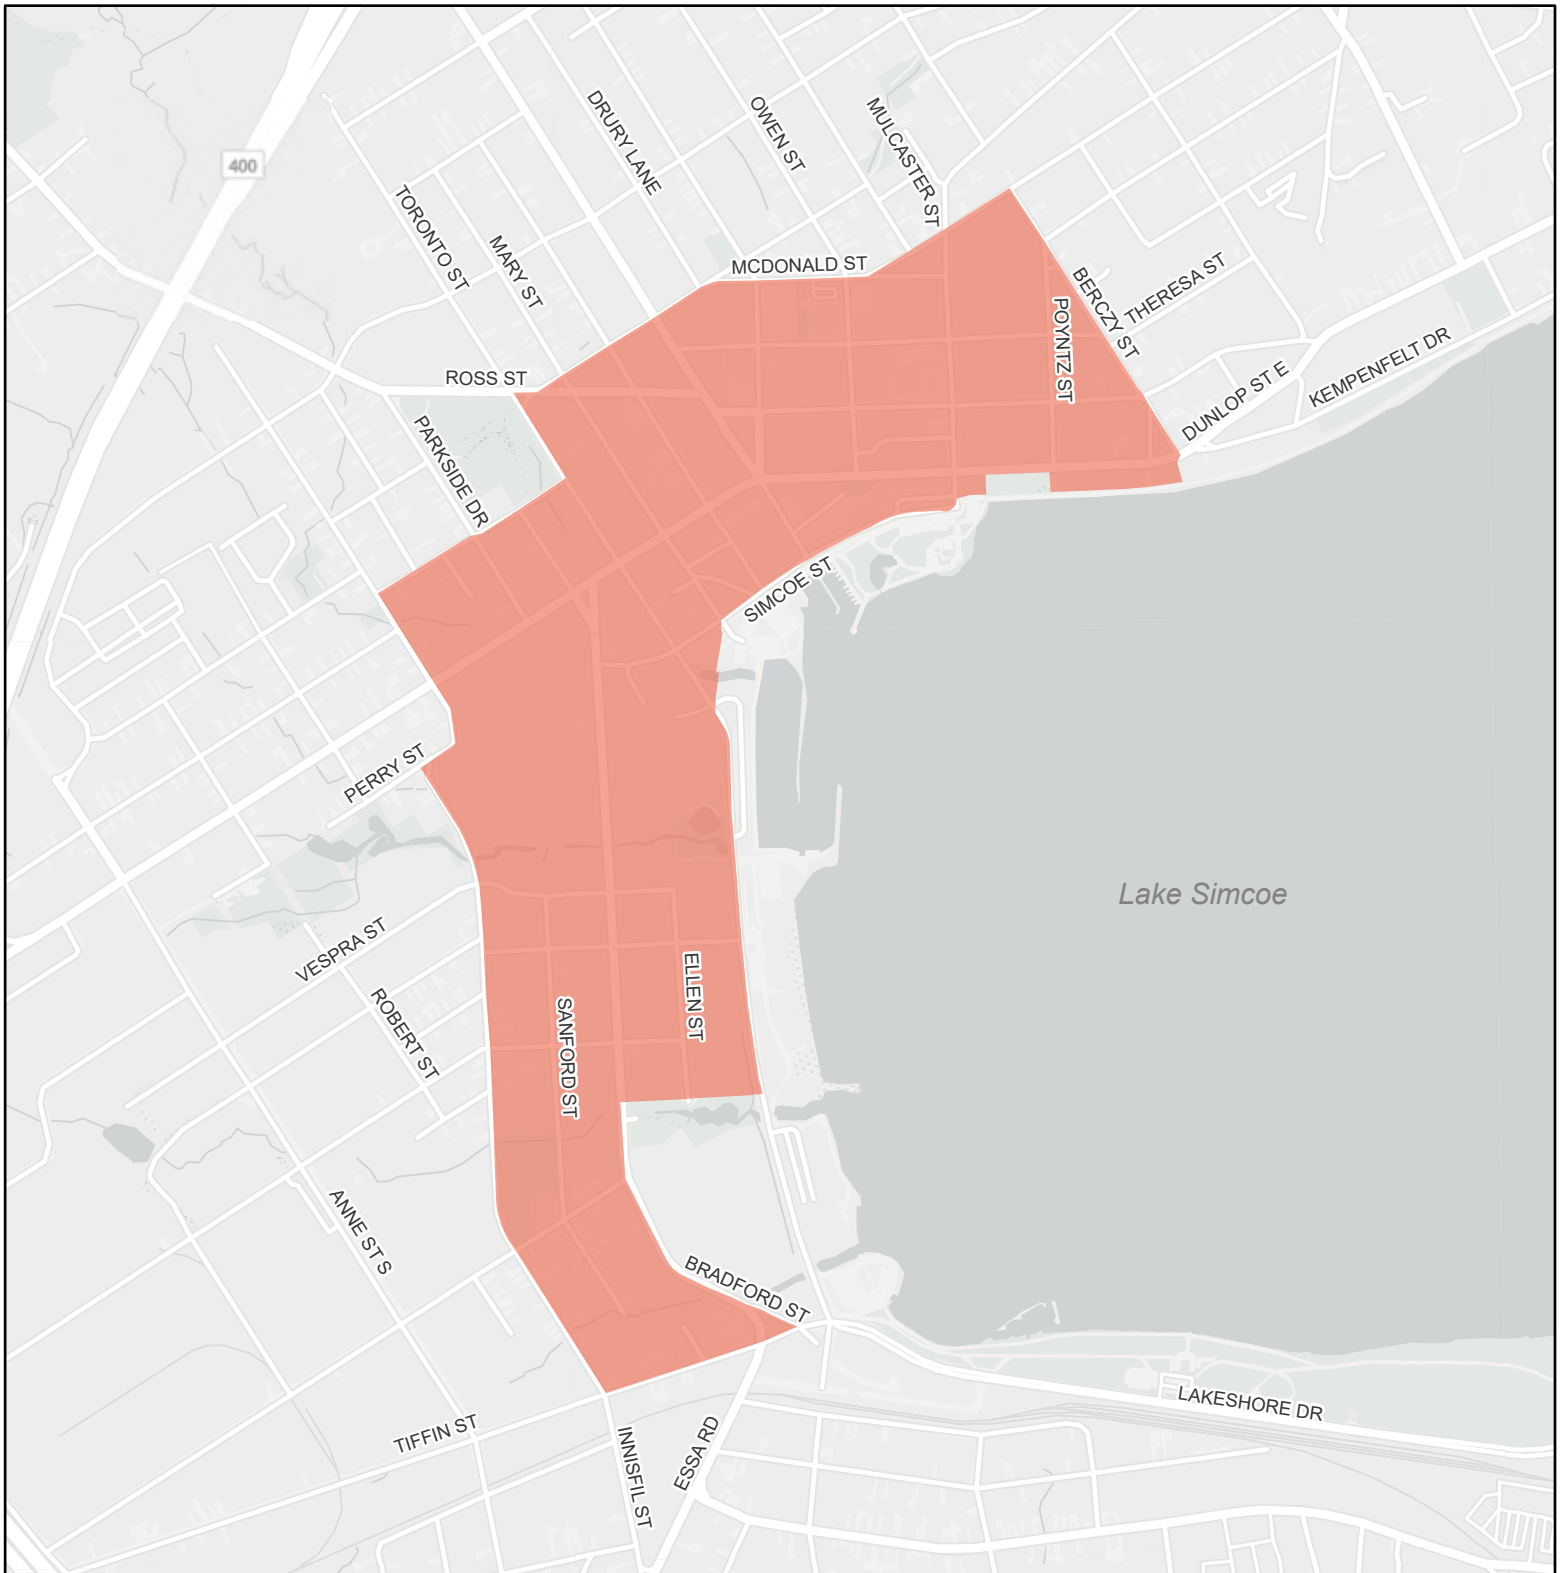 DRURY LANE
OWEN ST
MULCASTER ST
400
TORONTO ST
MARY ST
MCDONALD ST
BERCZY ST
THERESA ST
POYNTZ ST
ROSS ST
KEMPENFELT DR
DUNLOP ST E
PARKSIDE DR
SIMCOE ST
PERRY ST
Lake Simcoe
VESPRA ST
ELLEN ST
ROBERT ST
SANFORD ST
ANNE ST S
BRADFORD ST
LAKESHORE DR
TIFFIN ST
INNISFIL ST
ESSA RD